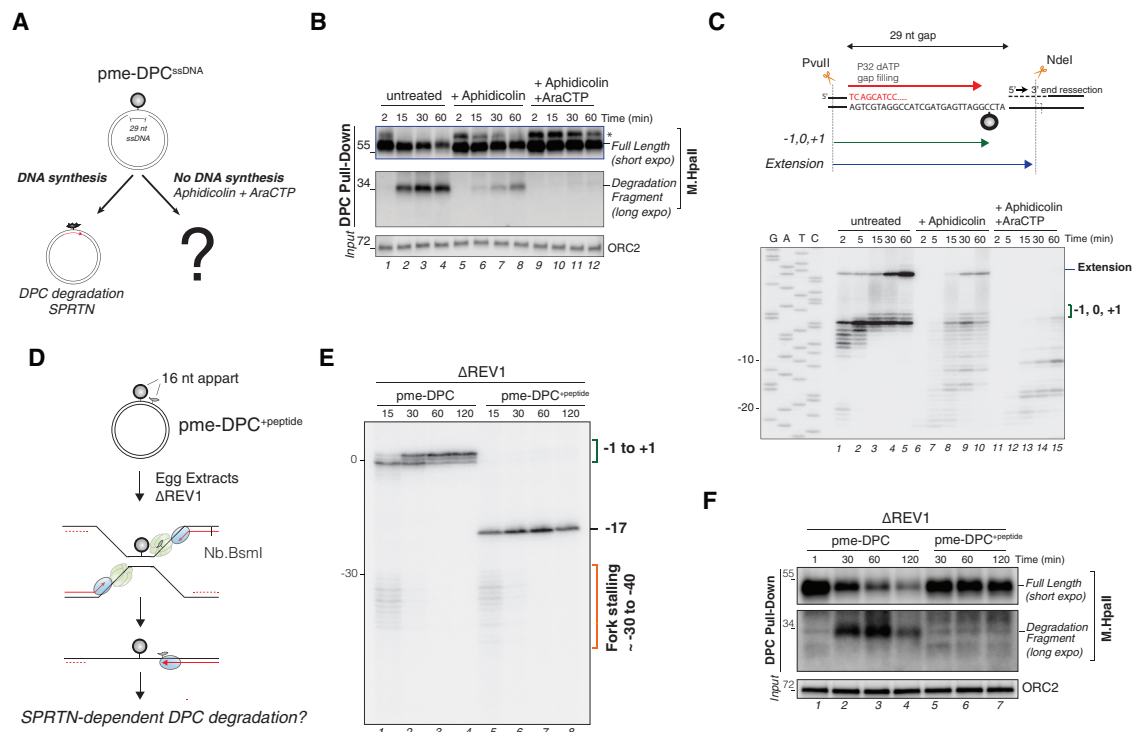 A
pme-DPCssDNA
29 nt
ssDNA
DNA synthesis
No DNA synthesis
Aphidicolin + AraCTP
?
DPC degradation
SPRTN
B
untreated
+ Aphidicolin
+ Aphidicolin
+AraCTP
2 15 30 60 2 15 30 60 2 15 30 60 Time (min)
DPC Pull-Down
55
*
Full Length
(short expo)
34
Degradation
Fragment
(long expo)
M.HpaII
Input
72
ORC2
1 2 3 4 5 6 7 8 9 10 11 12
C
29 nt gap
PvuII
NdeI
P32 dATP
gap filling
5' 3' end ressection
5'
TCAGCATCC.....
AGTCGTAGGCCATCGATGAGTTAGGCCTA
-1,0,+1
Extension
untreated
+ Aphidicolin
+ Aphidicolin
+AraCTP
G A T C
2 5 15 30 60 2 5 15 30 60 2 5 15 30 60 Time (min)
Extension
-1, 0, +1
-10
-20
1 2 3 4 5 6 7 8 9 10 11 12 13 14 15
D
16 nt appart
pme-DPC+peptide
Egg Extracts
ΔREV1
Nb.BsmI
SPRTN-dependent DPC degradation?
E
ΔREV1
pme-DPC
pme-DPC+peptide
15 30 60 120 15 30 60 120
0
-1 to +1
-17
-30
Fork stalling
~ -30 to -40
1 2 3 4 5 6 7 8
F
ΔREV1
pme-DPC
pme-DPC+peptide
1 30 60 120 30 60 120 Time (min)
DPC Pull-Down
55
Full Length
(short expo)
34
Degradation
Fragment
(long expo)
M.HpaII
Input
72
ORC2
1 2 3 4 5 6 7